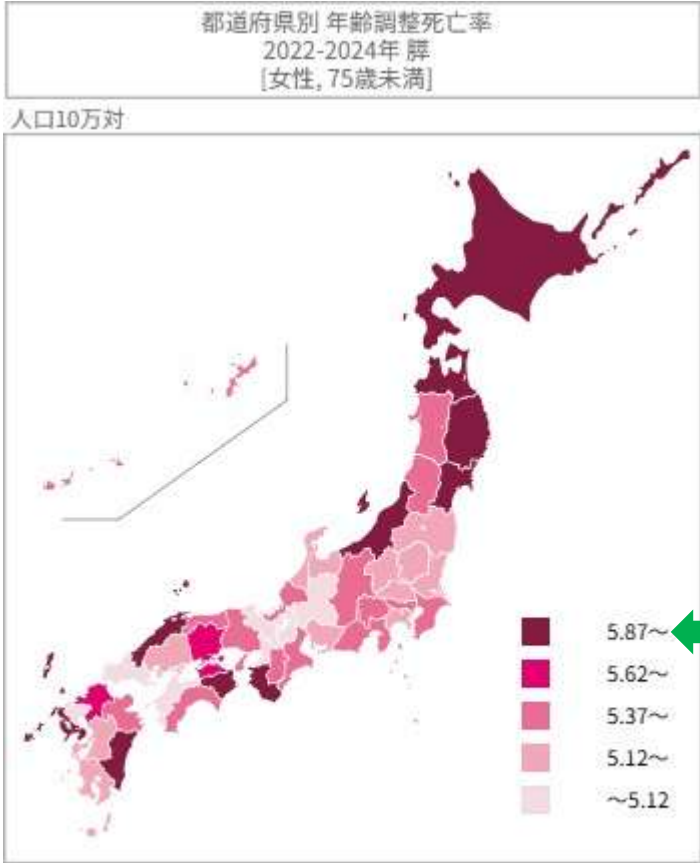 都道府県別 年齢調整死亡率
2022-2024年 膵
[女性, 75歳未満]
人口10万対
5.87～
5.62～
5.37～
5.12～
～5.12